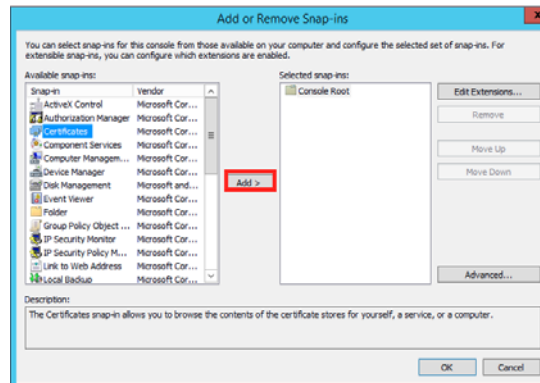 Add or Remove Snap-ins
x
You can select snap-ins for this console from those available on your computer and configure the selected set of snap-ins. For
extensible snap-ins, you can configure which extensions are enabled.
Available snap-ins:
Selected snap-ins:
Snap-in Vendor
Console Root
ActiveX Control Microsoft Cor...
Authorization Manager Microsoft Cor...
Certificates Microsoft Cor...
Component Services Microsoft Cor...
Computer Managem... Microsoft Cor...
Device Manager Microsoft Cor...
Disk Management Microsoft and...
Event Viewer Microsoft Cor...
Folder Microsoft Cor...
Group Policy Object ... Microsoft Cor...
IP Security Monitor Microsoft Cor...
IP Security Policy M... Microsoft Cor...
Link to Web Address Microsoft Cor...
Local Backup Microsoft Cor...
Add >
Edit Extensions...
Remove
Move Up
Move Down
Advanced...
Description:
The Certificates snap-in allows you to browse the contents of the certificate stores for yourself, a service, or a computer.
OK Cancel